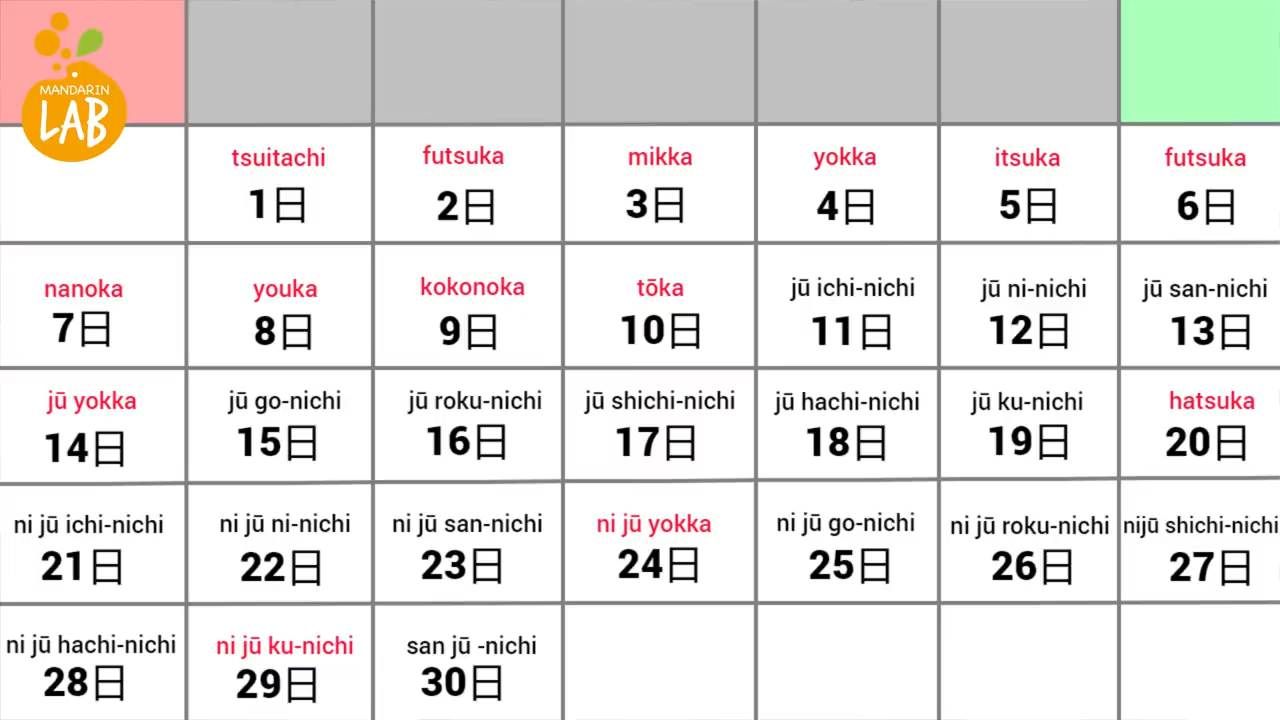 MANDARIN
LAB
tsuitachi
1日
futsuka
2日
mikka
3日
yokka
4日
itsuka
5日
futsuka
6日
nanoka
7日
youka
8日
kokonoka
9日
tōka
10日
jū ichi-nichi
11日
jū ni-nichi
12日
jū san-nichi
13日
jū yokka
14日
jū go-nichi
15日
jū roku-nichi
16日
jū shichi-nichi
17日
jū hachi-nichi
18日
jū ku-nichi
19日
hatsuka
20日
ni jū ichi-nichi
21日
ni jū ni-nichi
22日
ni jū san-nichi
23日
ni jū yokka
24日
ni jū go-nichi
25日
ni jū roku-nichi
26日
nijū shichi-nichi
27日
ni jū hachi-nichi
28日
ni jū ku-nichi
29日
san jū -nichi
30日